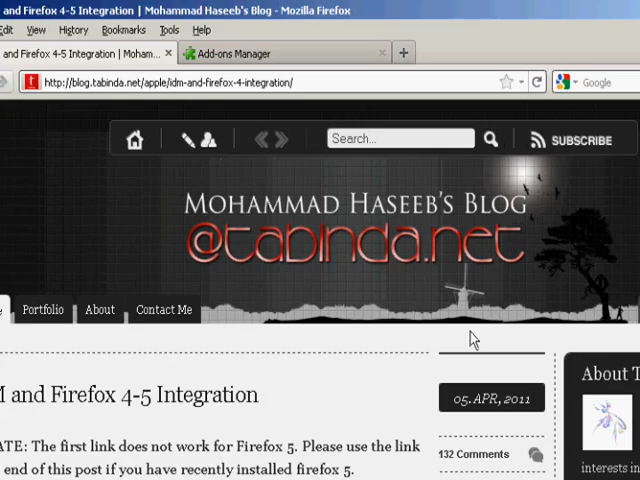 and Firefox 4-5 Integration | Mohammad Haseeb's Blog - Mozilla Firefox
Edit View History Bookmarks Tools Help
and Firefox 4-5 Integration | Moham... Add-ons Manager
http://blog.tabinda.net/apple/idm-and-firefox-4-integration/ Google
Search... SUBSCRIBE
MOHAMMAD HASEEB'S BLOG
@tabinda.net
Portfolio About Contact Me
and Firefox 4-5 Integration
05. APR, 2011
About T
The first link does not work for Firefox 5. Please use the link
132 Comments
end of this post if you have recently installed firefox 5.
interests in